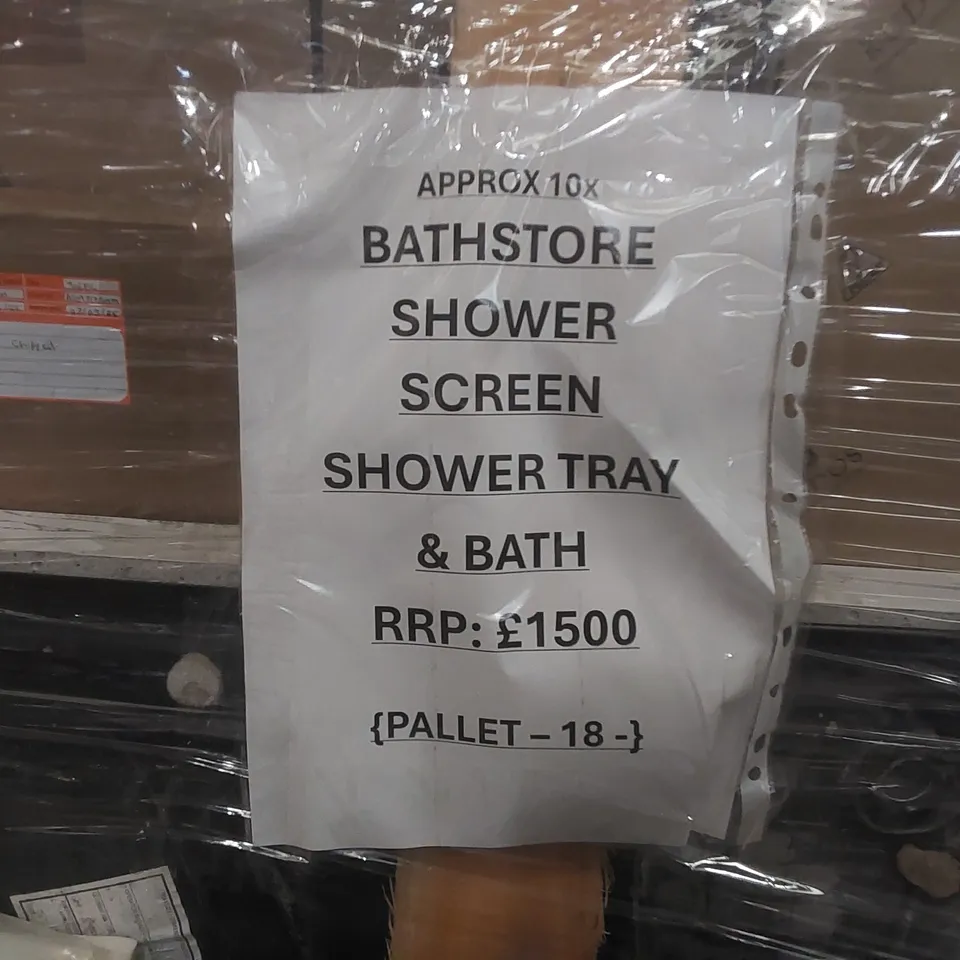 APPROX 10x
BATHSTORE
SHOWER
SCREEN
SHOWER TRAY
& BATH
RRP: £1500
{PALLET – 18 -}